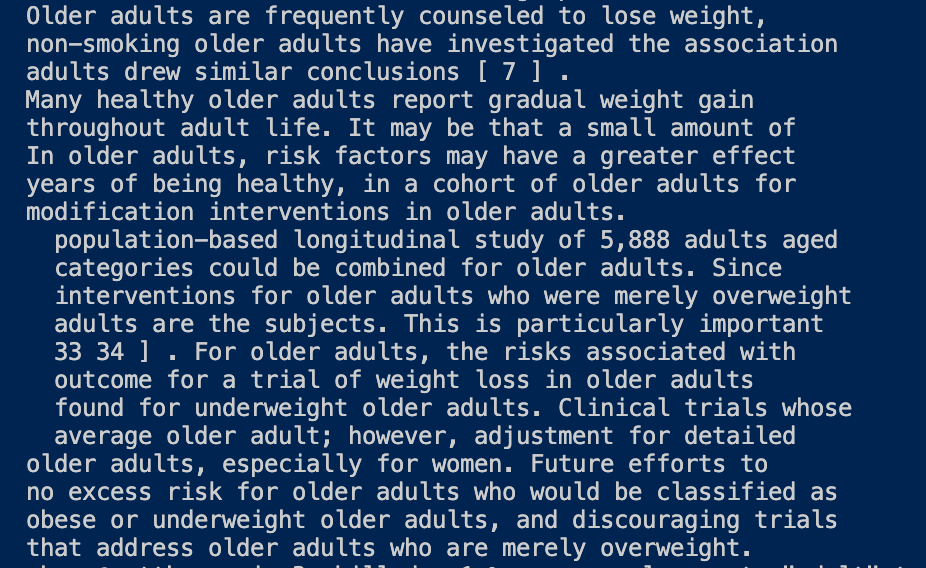 Older adults are frequently counseled to lose weight,
non-smoking older adults have investigated the association
adults drew similar conclusions [ 7 ] .
Many healthy older adults report gradual weight gain
throughout adult life. It may be that a small amount of
In older adults, risk factors may have a greater effect
years of being healthy, in a cohort of older adults for
modification interventions in older adults.
population-based longitudinal study of 5,888 adults aged
categories could be combined for older adults. Since
interventions for older adults who were merely overweight
adults are the subjects. This is particularly important
33 34 ] . For older adults, the risks associated with
outcome for a trial of weight loss in older adults
found for underweight older adults. Clinical trials whose
average older adult; however, adjustment for detailed
older adults, especially for women. Future efforts to
no excess risk for older adults who would be classified as
obese or underweight older adults, and discouraging trials
that address older adults who are merely overweight.